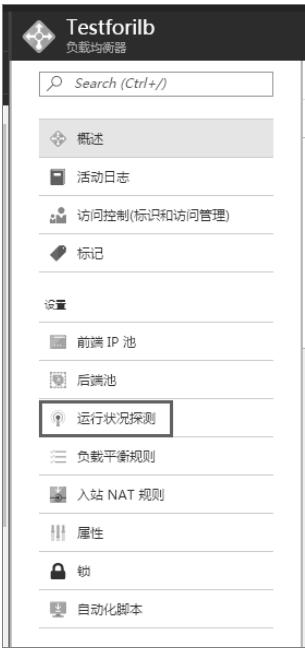 Testforilb
负载均衡器
Search (Ctrl+/)
概述
活动日志
访问控制(标识和访问管理)
标记
设置
前端 IP 池
后端池
运行状况探测
负载平衡规则
入站 NAT 规则
属性
锁
自动化脚本